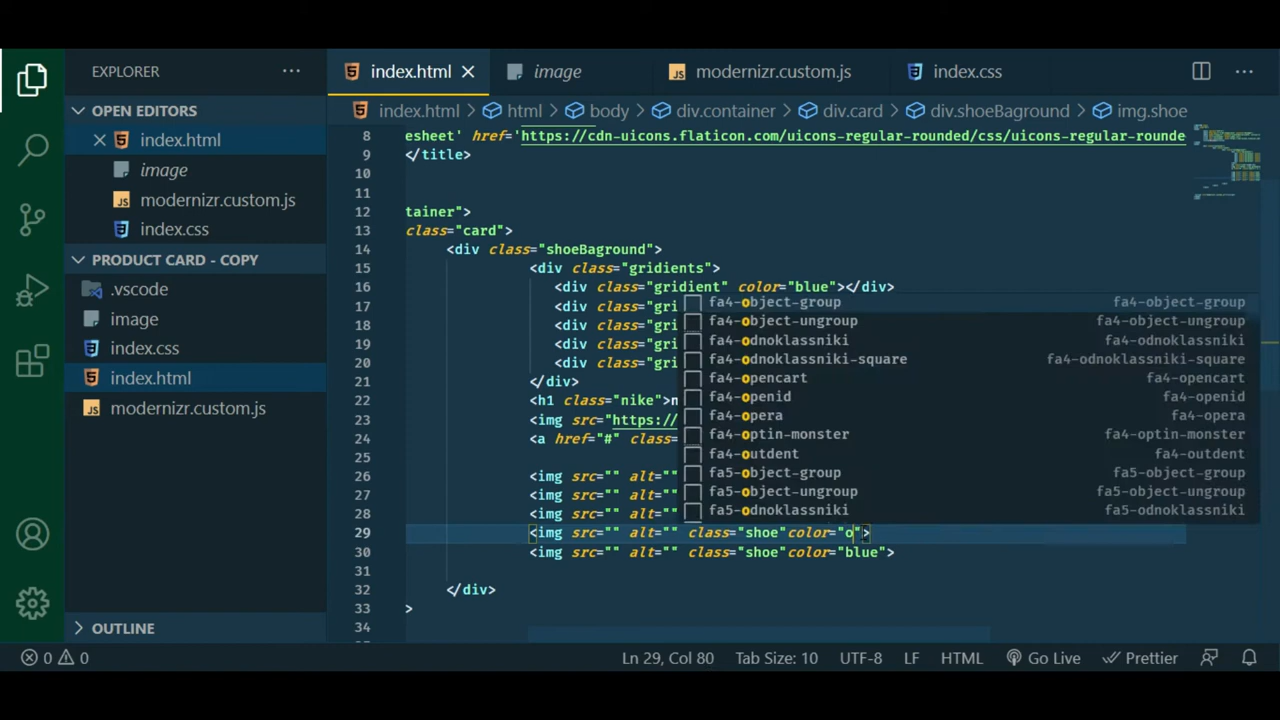 EXPLORER
OPEN EDITORS
index.html
image
modernizr.custom.js
index.css
PRODUCT CARD - COPY
.vscode
image
index.css
index.html
modernizr.custom.js
OUTLINE
index.html
image
modernizr.custom.js
index.css
index.html > html > body > div.container > div.card > div.shoeBaground > img.shoe
8 esheet' href='https://cdn-uicons.flaticon.com/uicons-regular-rounded/css/uicons-regular-rounde
9 </title>
10
11
12 tainer">
13 class="card">
14 <div class="shoeBaground">
15 <div class="gridients">
16 <div class="gridient" color="blue"></div>
17 <div class="gri
18 <div class="gri
19 <div class="gri
20 <div class="gri
21 </div>
22 <h1 class="nike">n
23 <img src="https://
24 <a href="#" class=
25
26 <img src="" alt=""
27 <img src="" alt=""
28 <img src="" alt=""
29 <img src="" alt="" class="shoe"color="o">
30 <img src="" alt="" class="shoe"color="blue">
31
32 </div>
33 >
34
fa4-object-group fa4-object-group
fa4-object-ungroup fa4-object-ungroup
fa4-odnoklassniki fa4-odnoklassniki
fa4-odnoklassniki-square fa4-odnoklassniki-square
fa4-opencart fa4-opencart
fa4-openid fa4-openid
fa4-opera fa4-opera
fa4-optin-monster fa4-optin-monster
fa4-outdent fa4-outdent
fa5-object-group fa5-object-group
fa5-object-ungroup fa5-object-ungroup
fa5-odnoklassniki fa5-odnoklassniki
0 0 Ln 29, Col 80 Tab Size: 10 UTF-8 LF HTML Go Live Prettier